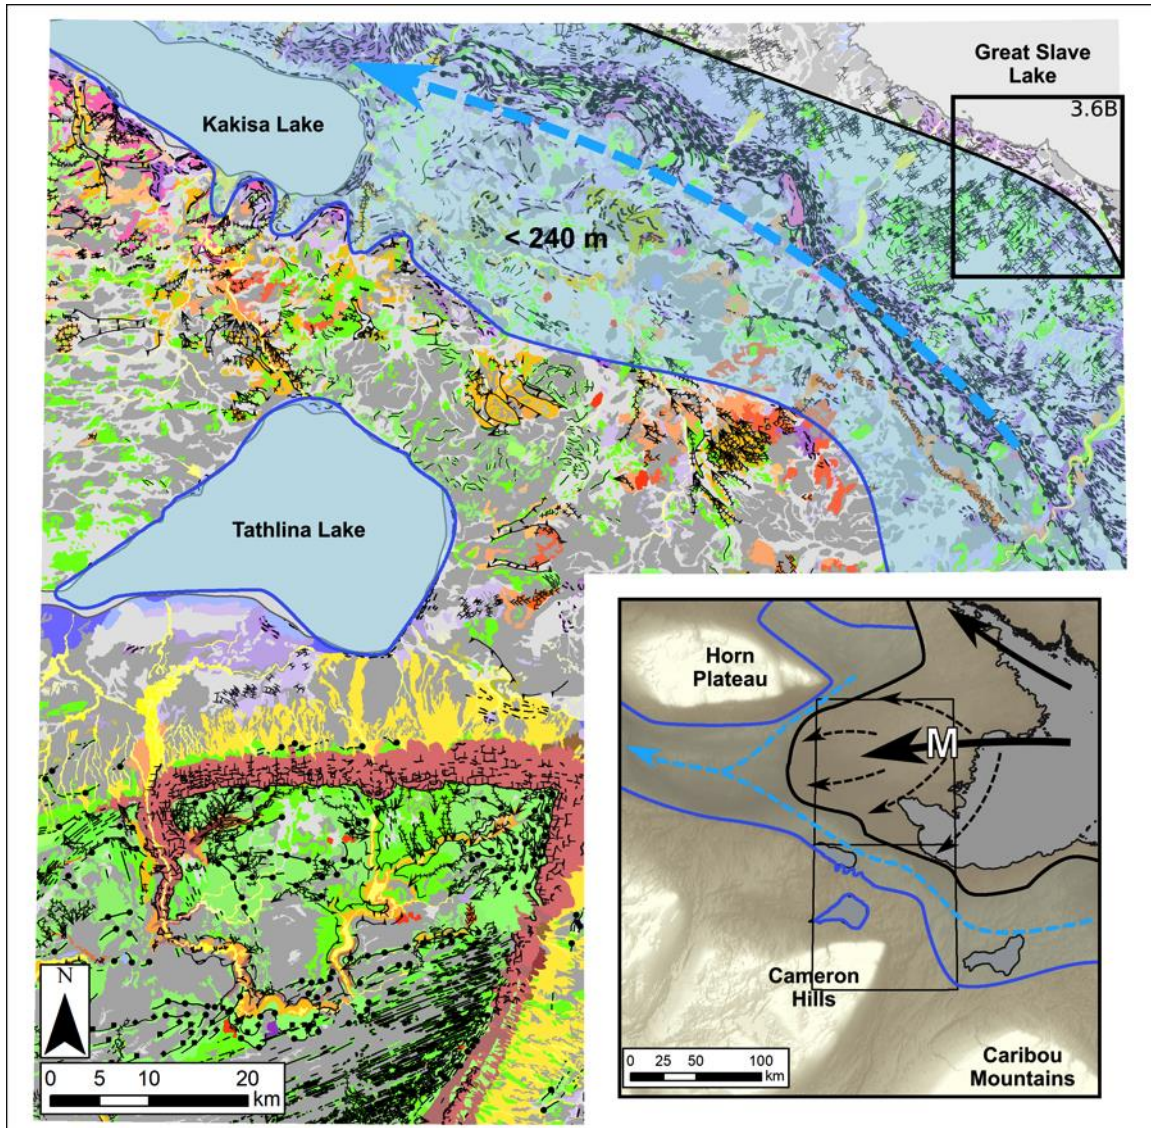 Great Slave
Lake
3.6B
Kakisa Lake
< 240 m
Tathlina Lake
Horn
Plateau
M
Cameron
Hills
Caribou
Mountains
N
0 5 10 20
km
0 25 50 100
km